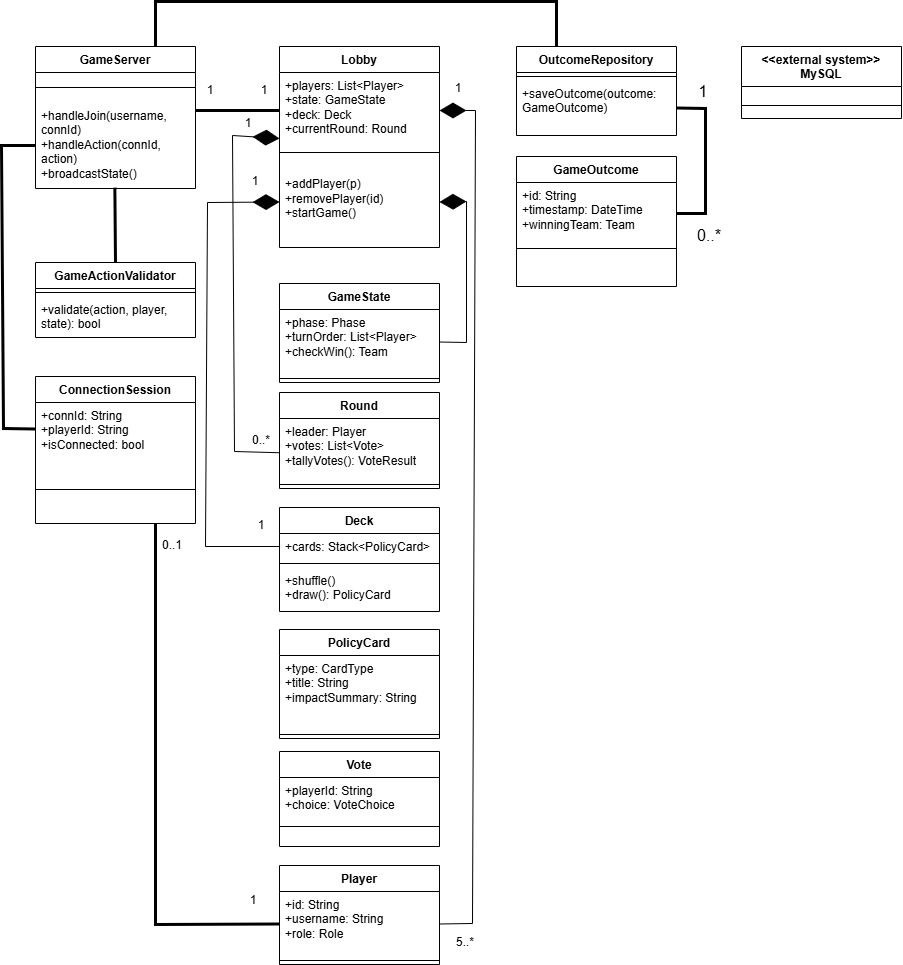 GameServer
+handleJoin(username,
connId)
+handleAction(connId,
action)
+broadcastState()
1
1
Lobby
+players: List<Player>
+state: GameState
+deck: Deck
+currentRound: Round
+addPlayer(p)
+removePlayer(id)
+startGame()
1
1
1
OutcomeRepository
+saveOutcome(outcome:
GameOutcome)
1
<<external system>>
MySQL
GameOutcome
+id: String
+timestamp: DateTime
+winningTeam: Team
0..*
GameActionValidator
+validate(action, player,
state): bool
GameState
+phase: Phase
+turnOrder: List<Player>
+checkWin(): Team
ConnectionSession
+connId: String
+playerId: String
+isConnected: bool
0..1
Round
+leader: Player
+votes: List<Vote>
+tallyVotes(): VoteResult
0..*
Deck
+cards: Stack<PolicyCard>
+shuffle()
+draw(): PolicyCard
1
PolicyCard
+type: CardType
+title: String
+impactSummary: String
Vote
+playerId: String
+choice: VoteChoice
Player
+id: String
+username: String
+role: Role
1
5..*